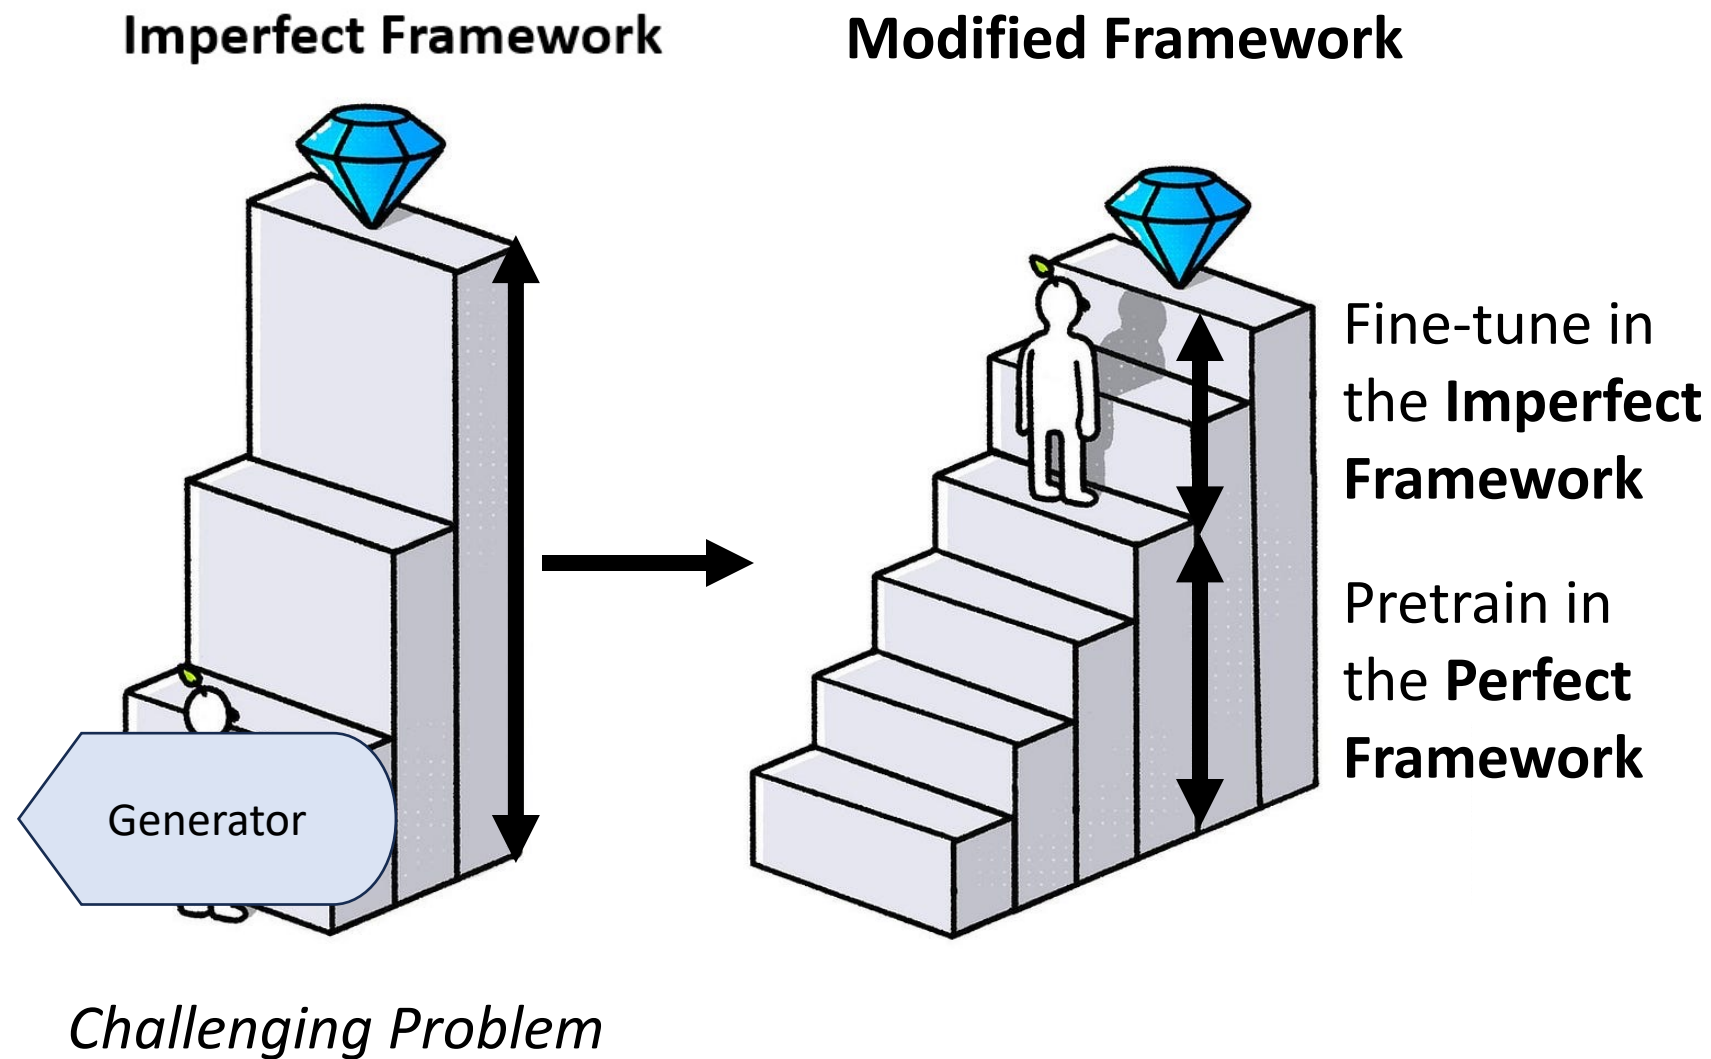 Imperfect Framework
Modified Framework
Fine-tune in
the Imperfect
Framework
Pretrain in
the Perfect
Framework
Generator
Challenging Problem